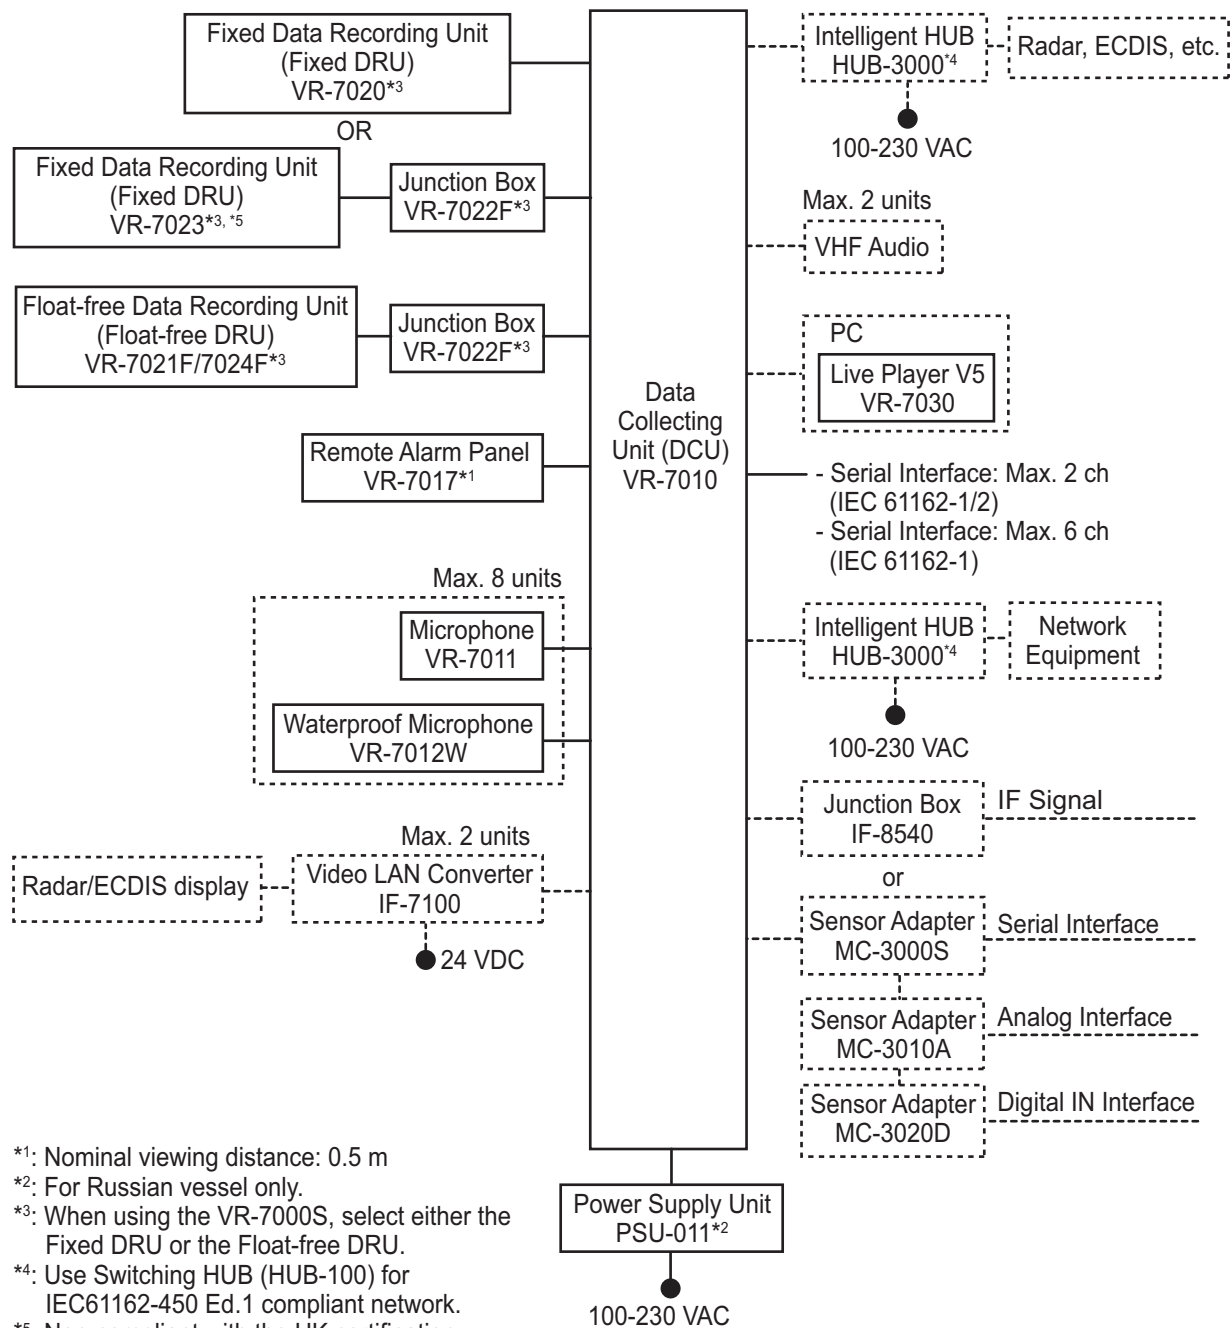 Fixed Data Recording Unit
(Fixed DRU)
VR-7020*3
OR
Fixed Data Recording Unit
(Fixed DRU)
VR-7023*3, *5
Junction Box
VR-7022F*3
Float-free Data Recording Unit
(Float-free DRU)
VR-7021F/7024F*3
Junction Box
VR-7022F*3
Remote Alarm Panel
VR-7017*1
Max. 8 units
Microphone
VR-7011
Waterproof Microphone
VR-7012W
Max. 2 units
Radar/ECDIS display
Video LAN Converter
IF-7100
24 VDC
Data
Collecting
Unit (DCU)
VR-7010
Intelligent HUB
HUB-3000*4
Radar, ECDIS, etc.
100-230 VAC
Max. 2 units
VHF Audio
PC
Live Player V5
VR-7030
- Serial Interface: Max. 2 ch
(IEC 61162-1/2)
- Serial Interface: Max. 6 ch
(IEC 61162-1)
Intelligent HUB
HUB-3000*4
Network
Equipment
100-230 VAC
Junction Box
IF-8540
IF Signal
or
Sensor Adapter
MC-3000S
Serial Interface
Sensor Adapter
MC-3010A
Analog Interface
Sensor Adapter
MC-3020D
Digital IN Interface
Power Supply Unit
PSU-011*2
100-230 VAC
*1: Nominal viewing distance: 0.5 m
*2: For Russian vessel only.
*3: When using the VR-7000S, select either the
Fixed DRU or the Float-free DRU.
*4: Use Switching HUB (HUB-100) for
IEC61162-450 Ed.1 compliant network.
*5: Non-compliant with the UK certification